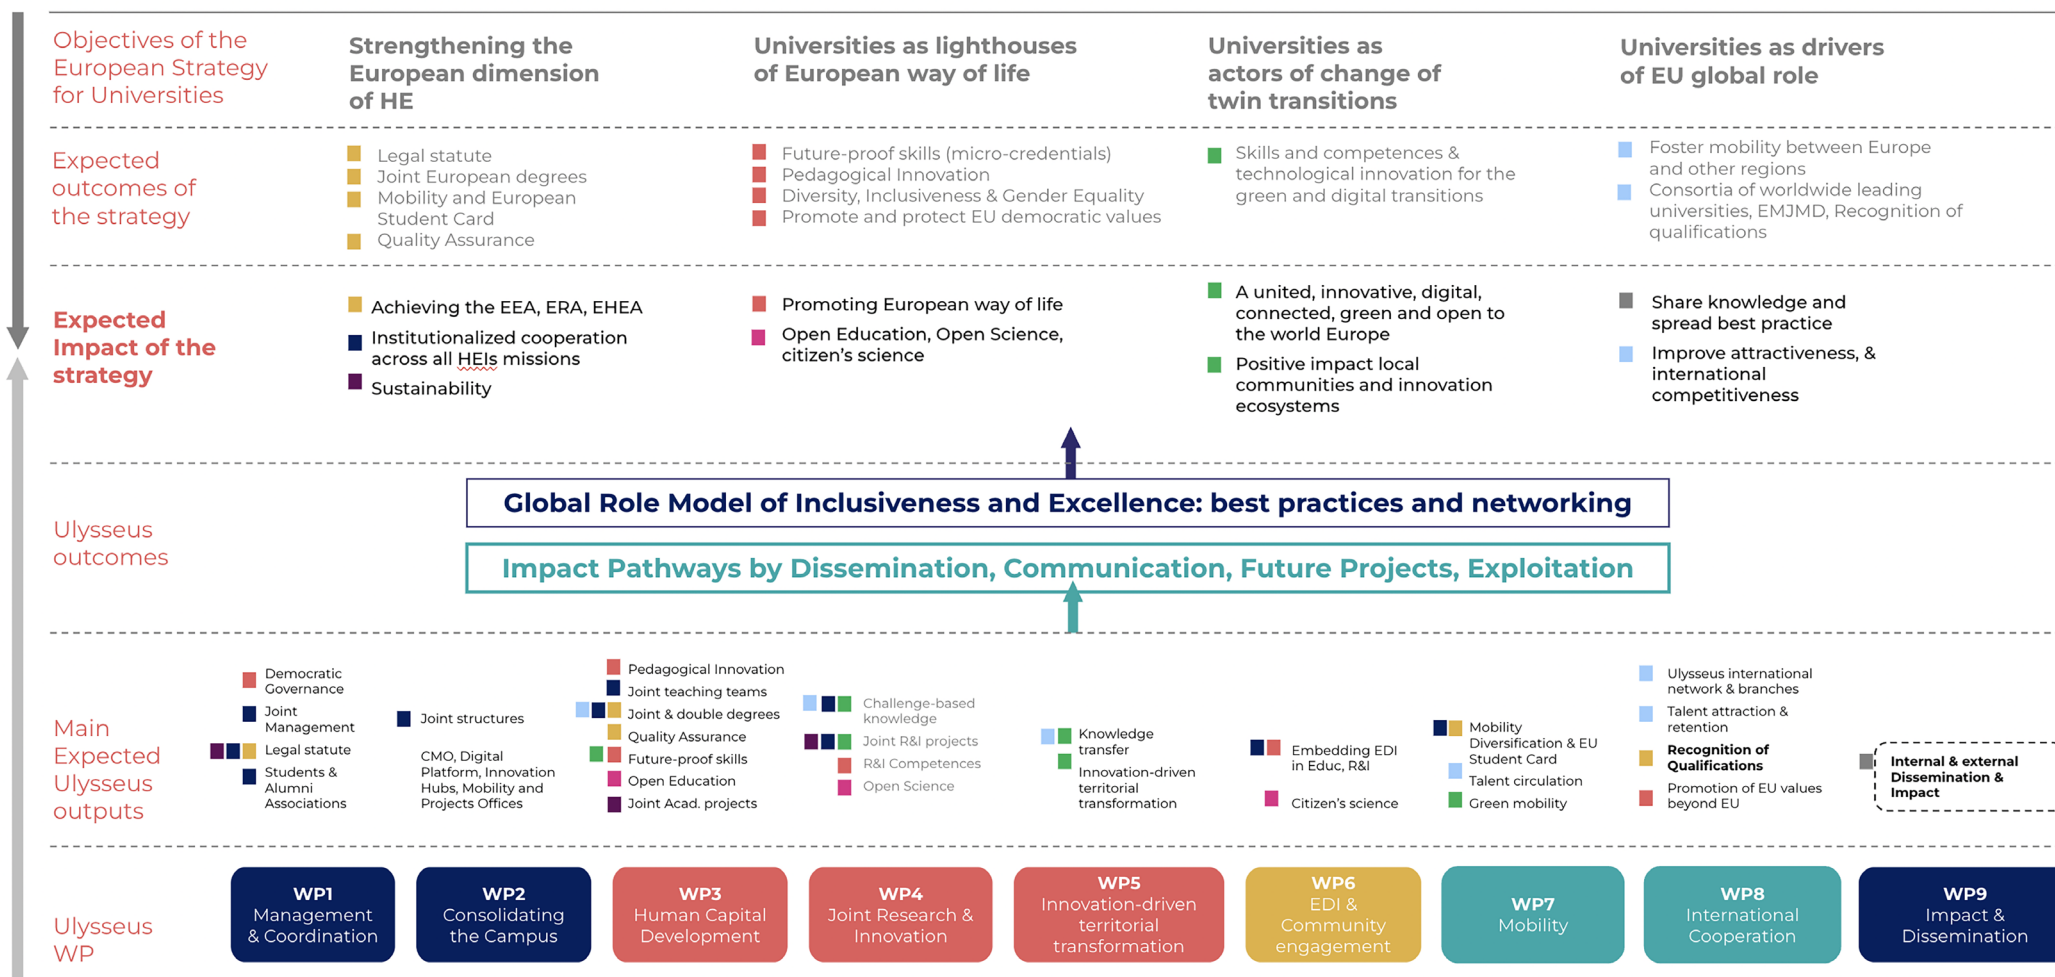 Objectives of the
European Strategy
for Universities
Strengthening the
European dimension
of HE
Universities as lighthouses
of European way of life
Universities as
actors of change of
twin transitions
Universities as drivers
of EU global role
Expected
outcomes of
the strategy
Legal statute
Joint European degrees
Mobility and European
Student Card
Quality Assurance
Future-proof skills (micro-credentials)
Pedagogical Innovation
Diversity, Inclusiveness & Gender Equality
Promote and protect EU democratic values
Skills and competences &
technological innovation for the
green and digital transitions
Foster mobility between Europe
and other regions
Consortia of worldwide leading
universities, EMJMD, Recognition of
qualifications
Expected
Impact of the
strategy
Achieving the EEA, ERA, EHEA
Institutionalized cooperation
across all HEIs missions
Sustainability
Promoting European way of life
Open Education, Open Science,
citizen's science
A united, innovative, digital,
connected, green and open to
the world Europe
Positive impact local
communities and innovation
ecosystems
Share knowledge and
spread best practice
Improve attractiveness, &
international
competitiveness
Ulysseus
outcomes
Global Role Model of Inclusiveness and Excellence: best practices and networking
Impact Pathways by Dissemination, Communication, Future Projects, Exploitation
Main
Expected
Ulysseus
outputs
Democratic
Governance
Joint
Management
Legal statute
Students &
Alumni
Associations
Joint structures
CMO, Digital
Platform, Innovation
Hubs, Mobility and
Projects Offices
Pedagogical Innovation
Joint teaching teams
Joint & double degrees
Quality Assurance
Future-proof skills
Open Education
Joint Acad. projects
Challenge-based
knowledge
Joint R&I projects
R&I Competences
Open Science
Knowledge
transfer
Innovation-driven
territorial
transformation
Embedding EDI
in Educ, R&I
Citizen's science
Mobility
Diversification & EU
Student Card
Talent circulation
Green mobility
Ulysseus international
network & branches
Talent attraction &
retention
Recognition of
Qualifications
Promotion of EU values
beyond EU
Internal & external
Dissemination &
Impact
Ulysseus
WP
WP1
Management
& Coordination
WP2
Consolidating
the Campus
WP3
Human Capital
Development
WP4
Joint Research &
Innovation
WP5
Innovation-driven
territorial
transformation
WP6
EDI &
Community
engagement
WP7
Mobility
WP8
International
Cooperation
WP9
Impact &
Dissemination